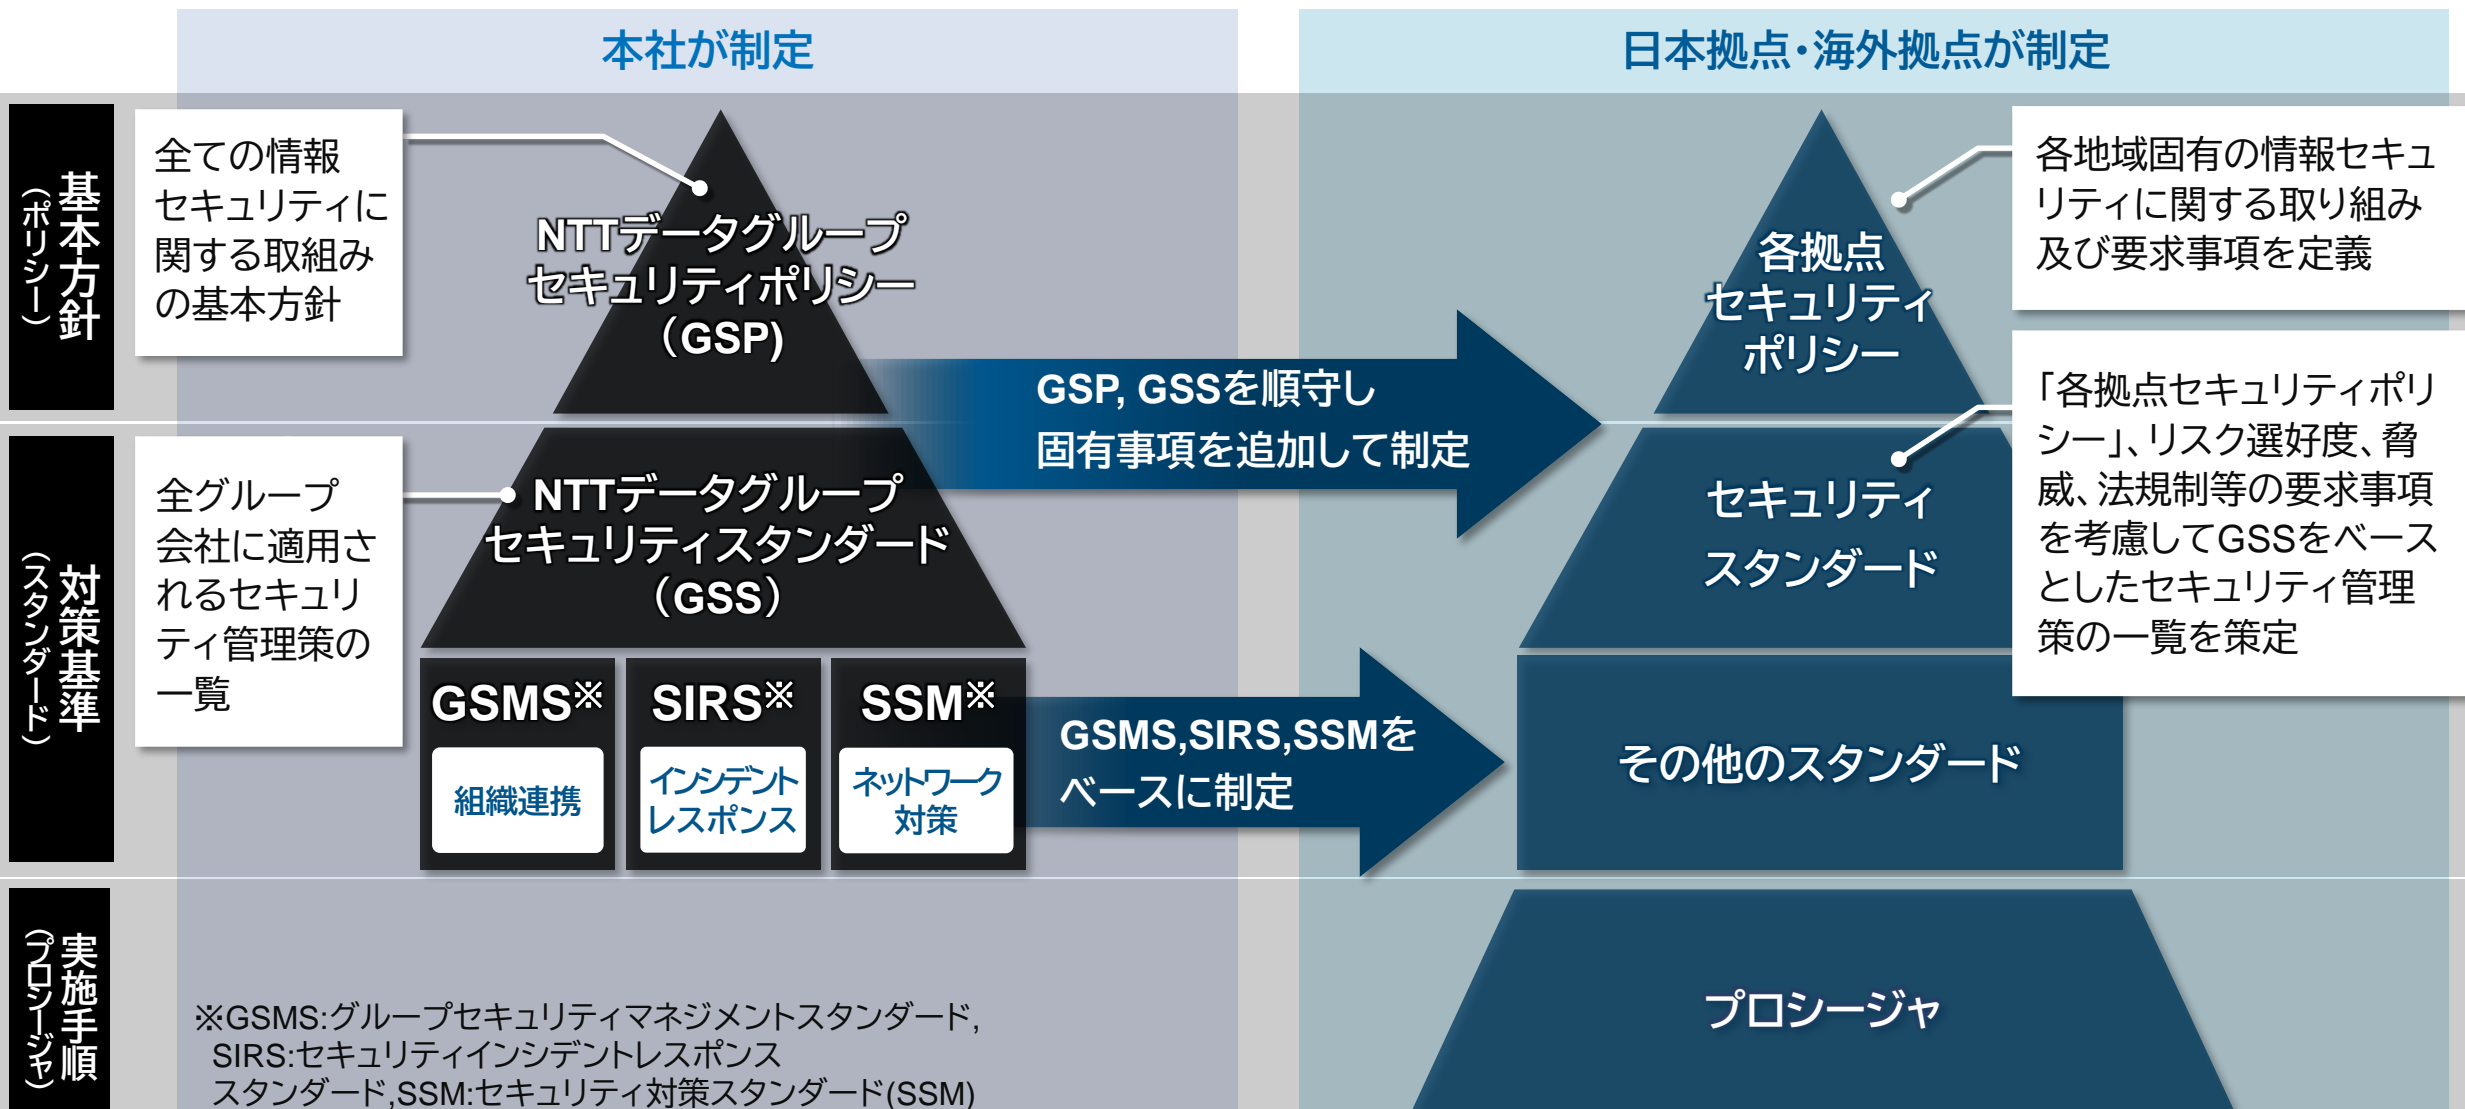 本社が制定
日本拠点・海外拠点が制定
基本方針
（ポリシー）
全ての情報
セキュリティに
関する取組み
の基本方針
NTTデータグループ
セキュリティポリシー
（GSP)
GSP, GSSを順守し
固有事項を追加して制定
各拠点
セキュリティ
ポリシー
各地域固有の情報セキュ
リティに関する取り組み
及び要求事項を定義
対策基準
（スタンダード）
全グループ
会社に適用さ
れるセキュリ
ティ管理策の
一覧
NTTデータグループ
セキュリティスタンダード
（GSS）
セキュリティ
スタンダード
「各拠点セキュリティポリ
シー」、リスク選好度、脅
威、法規制等の要求事項
を考慮してGSSをベース
としたセキュリティ管理
策の一覧を策定
GSMS※
組織連携
SIRS※
インシデント
レスポンス
SSM※
ネットワーク
対策
GSMS,SIRS,SSMを
ベースに制定
その他のスタンダード
実施手順
（プロシージャ）
プロシージャ
※GSMS:グループセキュリティマネジメントスタンダード,
SIRS:セキュリティインシデントレスポンス
スタンダード,SSM:セキュリティ対策スタンダード(SSM)